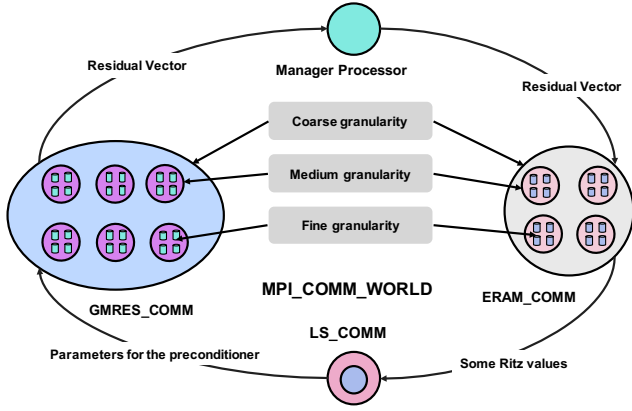 Residual Vector
Manager Processor
Residual Vector
Coarse granularity
Medium granularity
Fine granularity
MPI_COMM_WORLD
GMRES_COMM
ERAM_COMM
LS_COMM
Parameters for the preconditioner
Some Ritz values